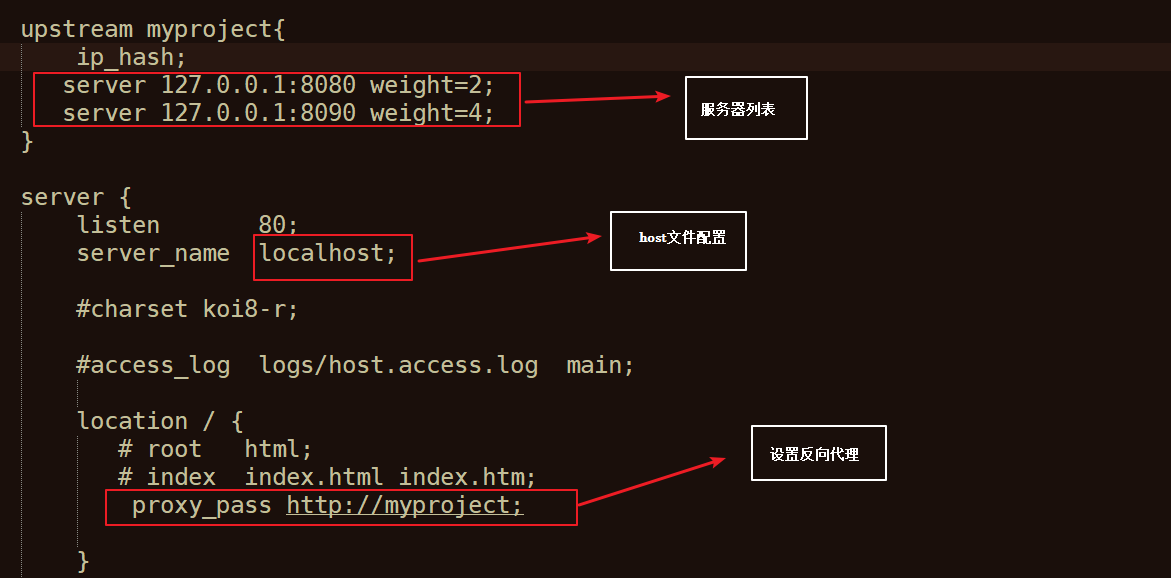 upstream myproject{
ip_hash;
server 127.0.0.1:8080 weight=2;
server 127.0.0.1:8090 weight=4;
服务器列表
}
server {
listen 80;
server_name localhost;
host文件配置
#charset koi8-r;
#access_log logs/host.access.log main;
location / {
# root html;
# index index.html index.htm;
proxy_pass http://myproject;
设置反向代理
}